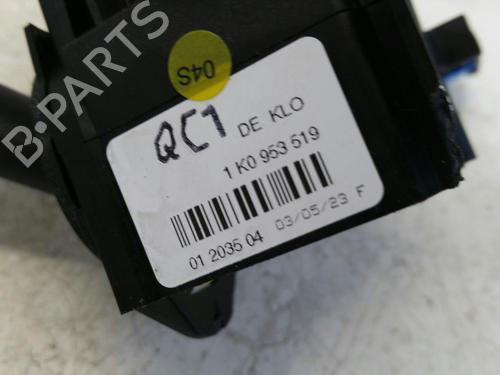 B-PARTS
04S
QC1
DE KLO
1 K0 953 519
01 2035 04
03/05/23 F